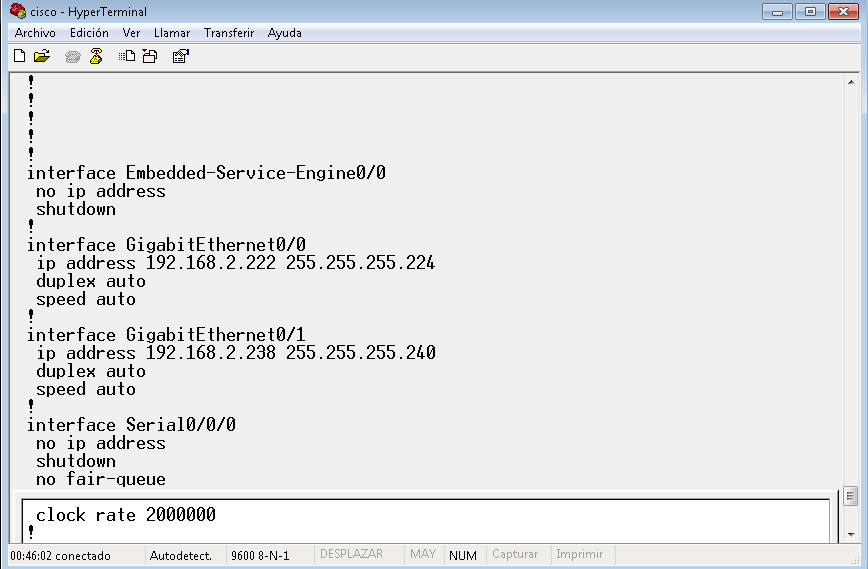 cisco - HyperTerminal
Archivo Edición Ver Llamar Transferir Ayuda
!
!
!
!
!
interface Embedded-Service-Engine0/0
no ip address
shutdown
!
interface GigabitEthernet0/0
ip address 192.168.2.222 255.255.255.224
duplex auto
speed auto
!
interface GigabitEthernet0/1
ip address 192.168.2.238 255.255.255.240
duplex auto
speed auto
!
interface Serial0/0/0
no ip address
shutdown
no fair-queue
clock rate 2000000
!
00:46:02 conectado Autodetect. 9600 8-N-1 DESPLAZAR MAY NUM Capturar Imprimir